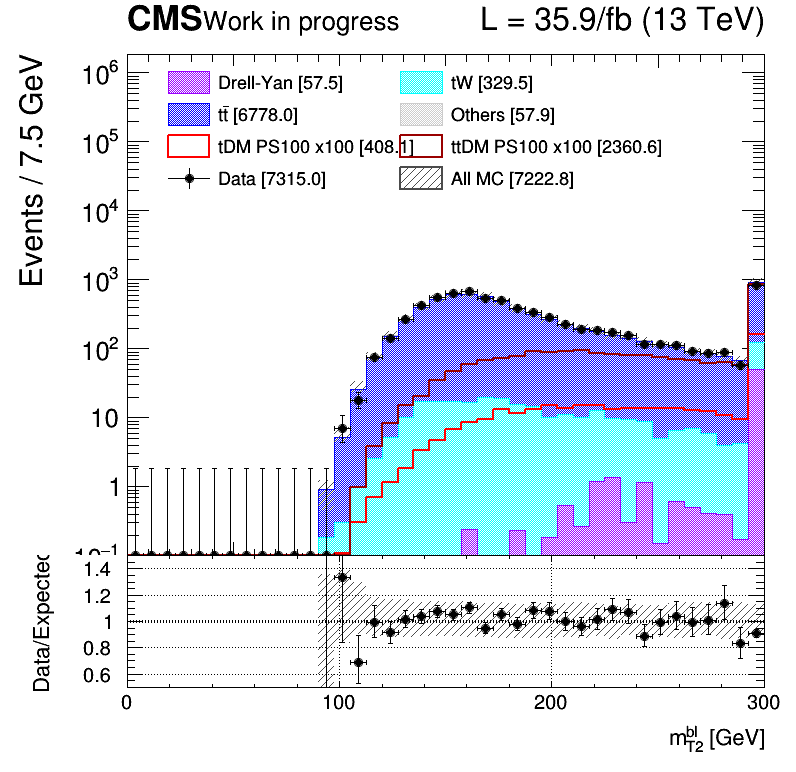 CMS Work in progress L = 35.9/fb (13 TeV)
Events / 7.5 GeV
Drell-Yan [57.5] tW [329.5]
tt̄ [6778.0] Others [57.9]
tDM PS100 x100 [408.1] ttDM PS100 x100 [2360.6]
Data [7315.0] All MC [7222.8]
10⁶
10⁵
10⁴
10³
10²
10
1
10⁻¹
Data/Expected
1.4
1.2
1
0.8
0.6
0 100 200 300
m_{T2}^{bl} [GeV]